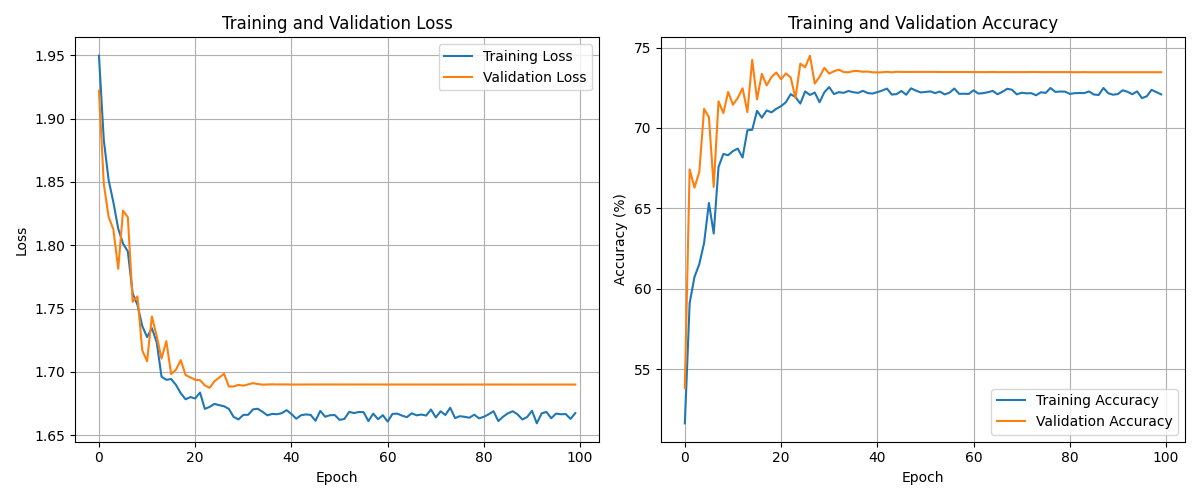 Training and Validation Loss
1.95
1.90
1.85
1.80
1.75
1.70
1.65
Loss
0
20
40
60
80
100
Epoch
Training Loss
Validation Loss
Training and Validation Accuracy
75
70
65
60
55
Accuracy (%)
0
20
40
60
80
100
Epoch
Training Accuracy
Validation Accuracy